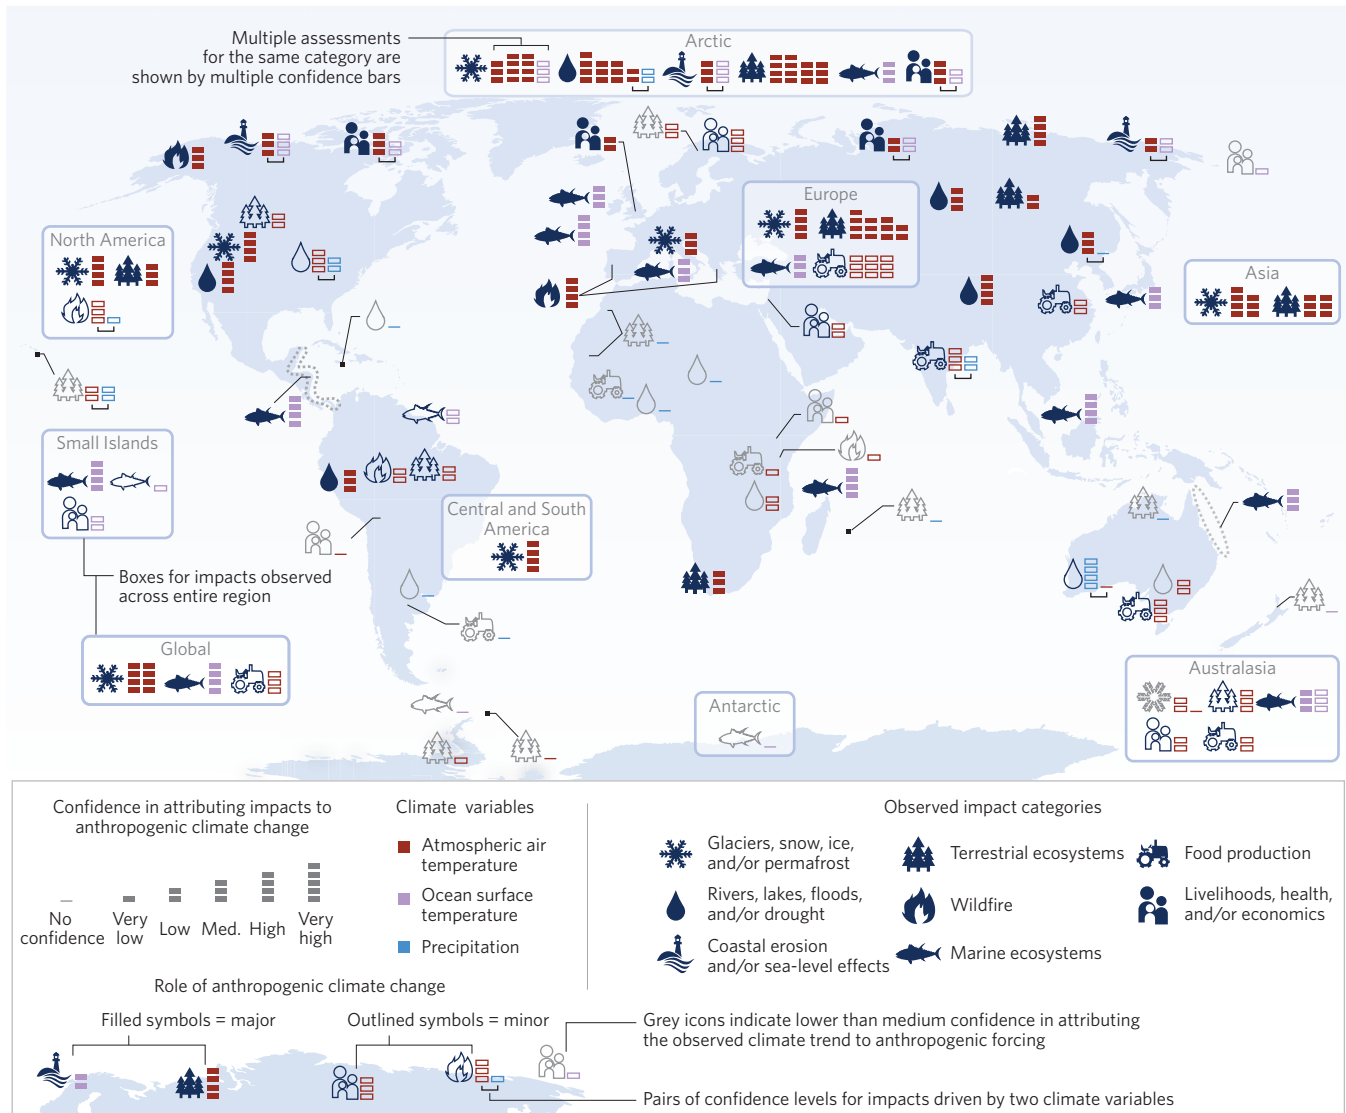 Multiple assessments
for the same category are
shown by multiple confidence bars
Arctic
Europe
North America
Asia
Small Islands
Central and South
America
Boxes for impacts observed
across entire region
Global
Australasia
Antarctic
Confidence in attributing impacts to
anthropogenic climate change
No
confidence
Very
low
Low
Med.
High
Very
high
Climate variables
Atmospheric air
temperature
Ocean surface
temperature
Precipitation
Observed impact categories
Glaciers, snow, ice,
and/or permafrost
Rivers, lakes, floods,
and/or drought
Coastal erosion
and/or sea-level effects
Terrestrial ecosystems
Wildfire
Marine ecosystems
Food production
Livelihoods, health,
and/or economics
Role of anthropogenic climate change
Filled symbols = major
Outlined symbols = minor
Grey icons indicate lower than medium confidence in attributing
the observed climate trend to anthropogenic forcing
Pairs of confidence levels for impacts driven by two climate variables